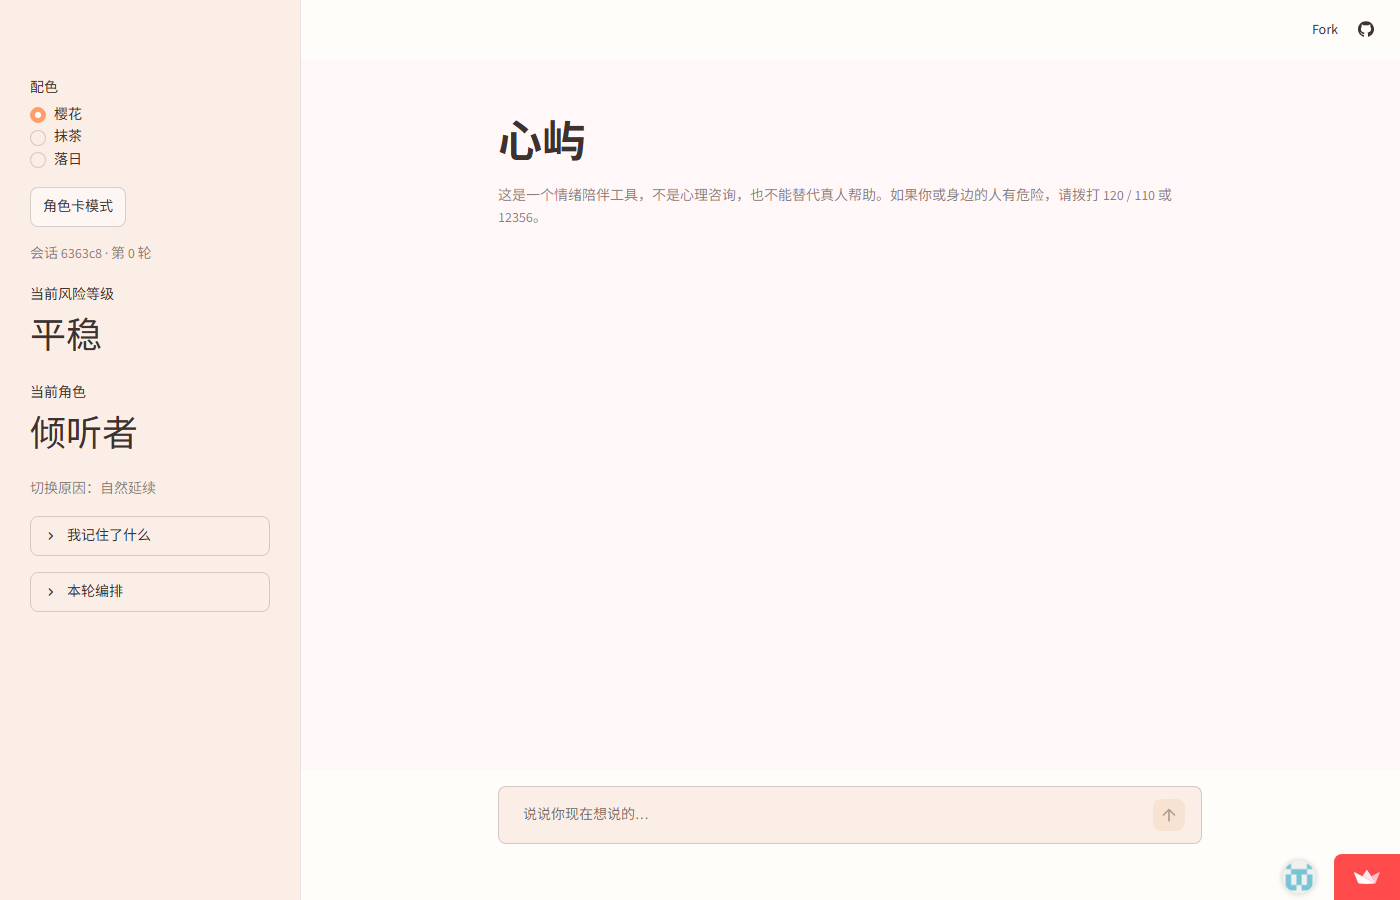 Fork
配色
樱花
抹茶
落日
角色卡模式
会话 6363c8 · 第 0 轮
当前风险等级
平稳
当前角色
倾听者
切换原因：自然延续
我记住了什么
本轮编排
心屿
这是一个情绪陪伴工具，不是心理咨询，也不能替代真人帮助。如果你或身边的人有危险，请拨打 120 / 110 或
12356。
说说你现在想说的…